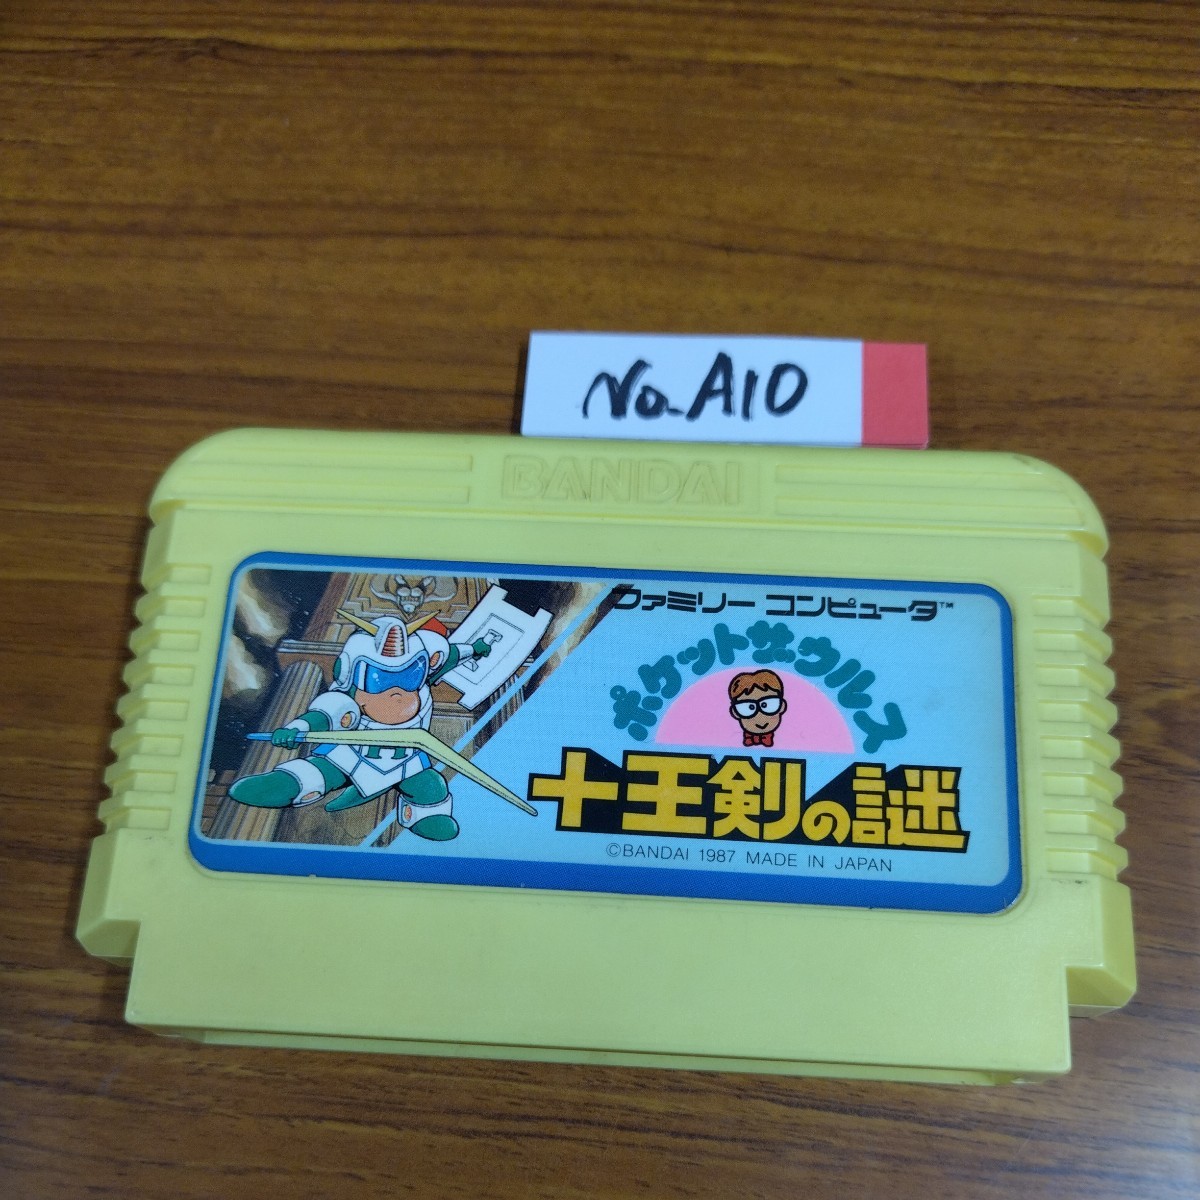 No.A10
BANDAI
ファミリー コンピュータ™
ポケットザウルス
十王剣の謎
©BANDAI 1987 MADE IN JAPAN